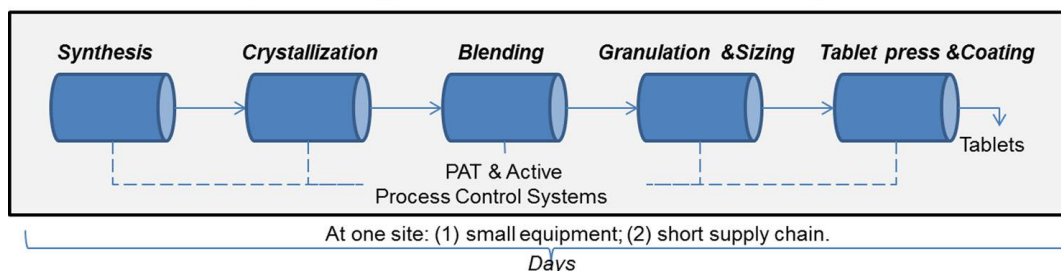 Synthesis Crystallization Blending Granulation &Sizing Tablet press &Coating
Tablets
PAT & Active
Process Control Systems
At one site: (1) small equipment; (2) short supply chain.
Days